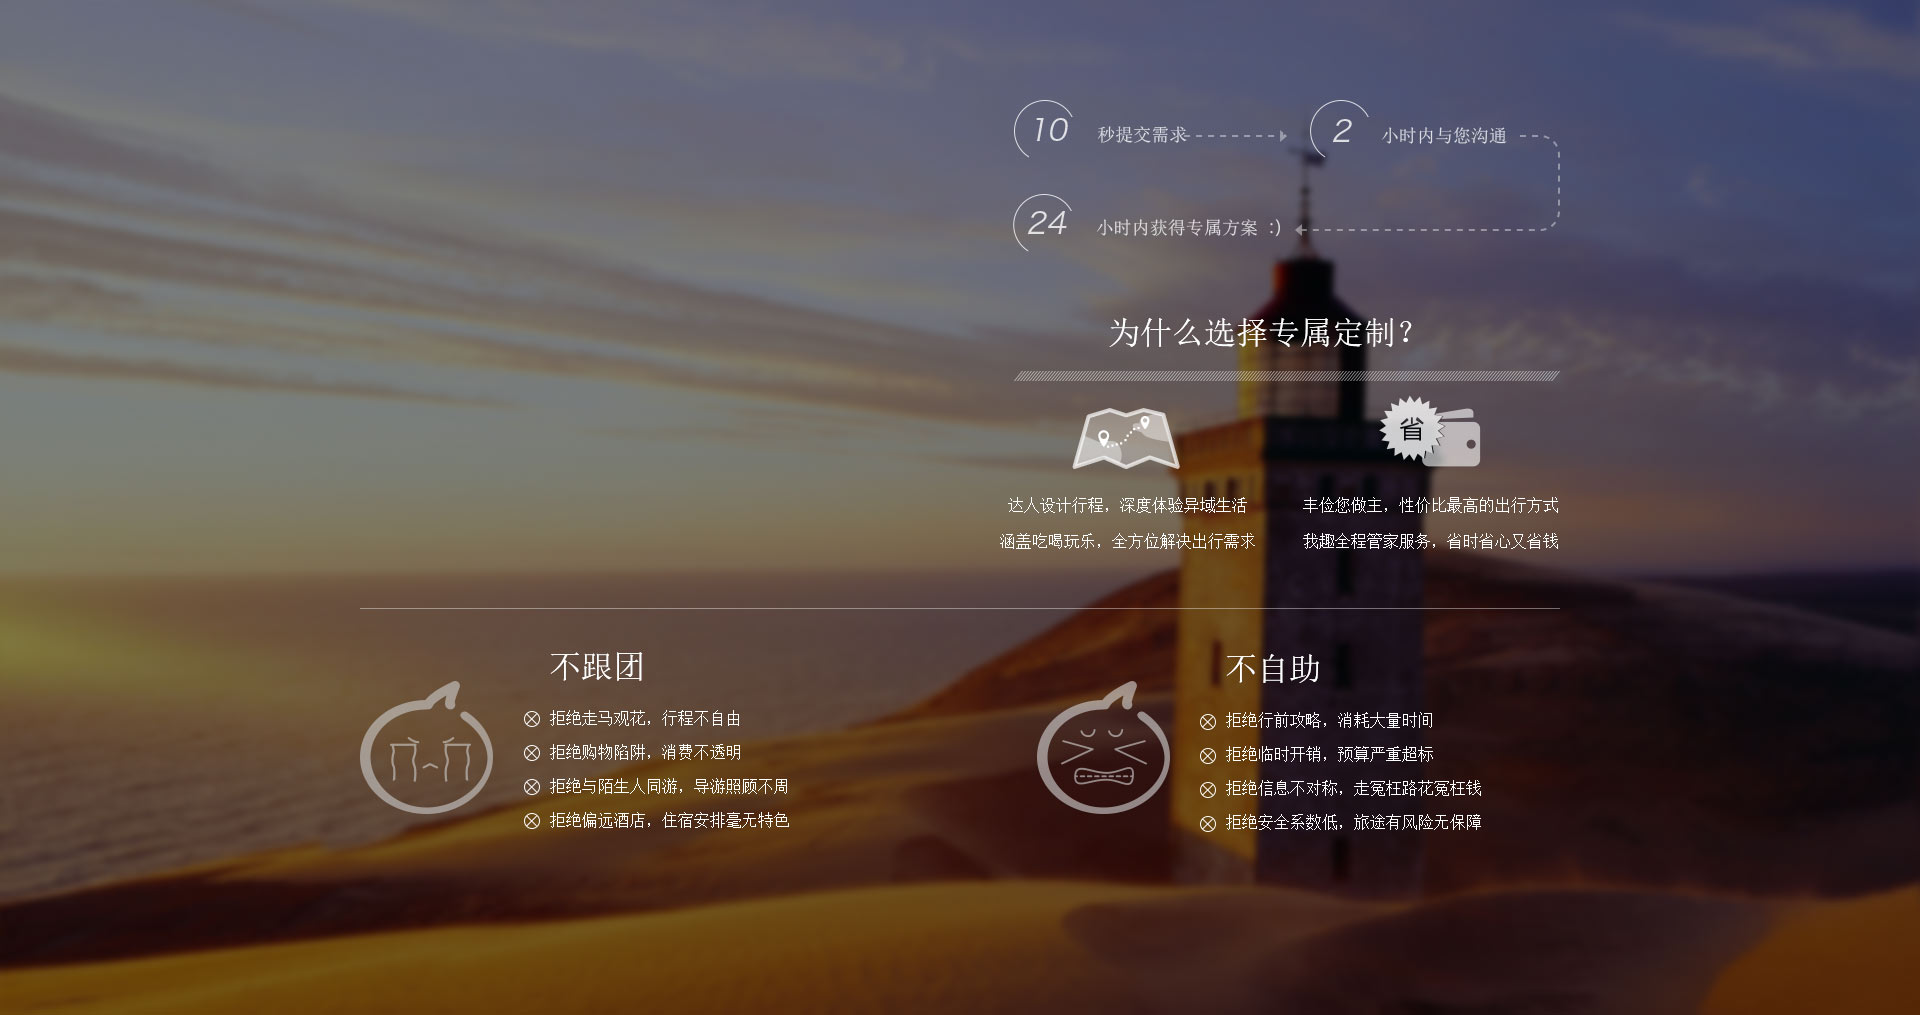 10 秒提交需求
2 小时内与您沟通
24 小时内获得专属方案 :)
为什么选择专属定制？
省
达人设计行程，深度体验异域生活
涵盖吃喝玩乐，全方位解决出行需求
丰俭您做主，性价比最高的出行方式
我趣全程管家服务，省时省心又省钱
不跟团
拒绝走马观花，行程不自由
拒绝购物陷阱，消费不透明
拒绝与陌生人同游，导游照顾不周
拒绝偏远酒店，住宿安排毫无特色
不自助
拒绝行前攻略，消耗大量时间
拒绝临时开销，预算严重超标
拒绝信息不对称，走冤枉路花冤枉钱
拒绝安全系数低，旅途有风险无保障